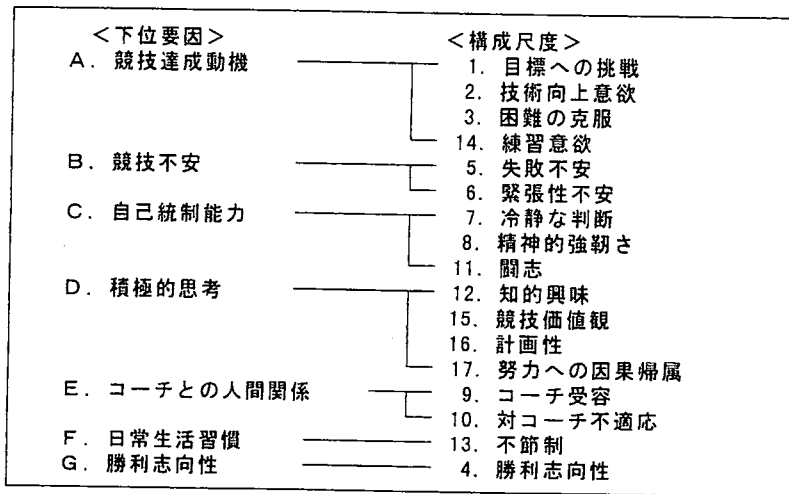 <下位要因>
<構成尺度>
A. 競技達成動機
1. 目標への挑戦
2. 技術向上意欲
3. 困難の克服
14. 練習意欲
B. 競技不安
5. 失敗不安
6. 緊張性不安
C. 自己統制能力
7. 冷静な判断
8. 精神的強靭さ
11. 闘志
D. 積極的思考
12. 知的興味
15. 競技価値観
16. 計画性
17. 努力への因果帰属
E. コーチとの人間関係
9. コーチ受容
10. 対コーチ不適応
F. 日常生活習慣
13. 不節制
G. 勝利志向性
4. 勝利志向性